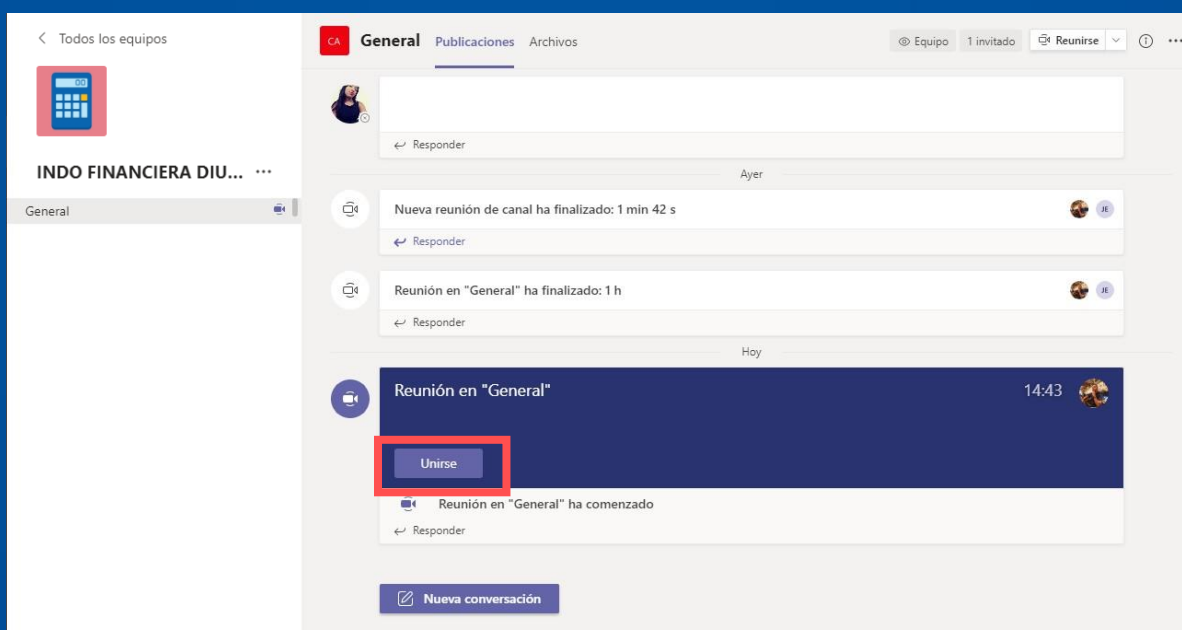 Todos los equipos
INDO FINANCIERA DIU... ...
General
CA General Publicaciones Archivos
Equipo 1 invitado Reunirse
Responder
Ayer
Nueva reunión de canal ha finalizado: 1 min 42 s
JE
Responder
Reunión en "General" ha finalizado: 1 h
JE
Responder
Hoy
Reunión en "General" 14:43
Unirse
Reunión en "General" ha comenzado
Responder
Nueva conversación